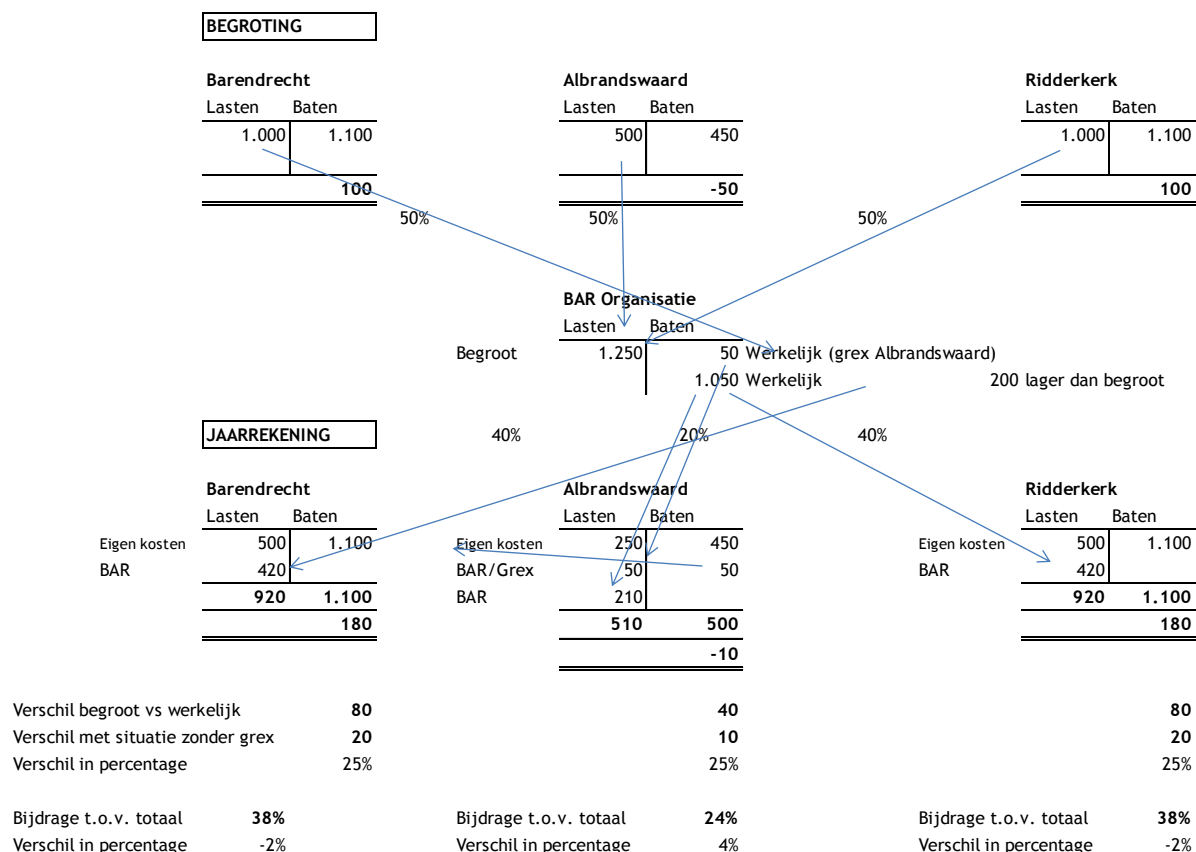 BEGROTING
Barendrecht Albrandswaard Ridderkerk
Lasten Baten Lasten Baten Lasten Baten
1.000 1.100 500 450 1.000 1.100
100 -50 100
50% 50% 50%
BAR Organisatie
Lasten Baten
Begroot 1.250 50 Werkelijk (grex Albrandswaard)
1.050 Werkelijk 200 lager dan begroot
JAARREKENING 40% 20% 40%
Barendrecht Albrandswaard Ridderkerk
Lasten Baten Lasten Baten Lasten Baten
Eigen kosten 500 1.100 Eigen kosten 250 450 Eigen kosten 500 1.100
BAR 420 BAR/Grex 50 50 BAR 420
920 1.100 BAR 210 920 1.100
180 510 500 180
-10
Verschil begroot vs werkelijk 80 40 80
Verschil met situatie zonder grex 20 10 20
Verschil in percentage 25% 25% 25%
Bijdrage t.o.v. totaal 38% Bijdrage t.o.v. totaal 24% Bijdrage t.o.v. totaal 38%
Verschil in percentage -2% Verschil in percentage 4% Verschil in percentage -2%